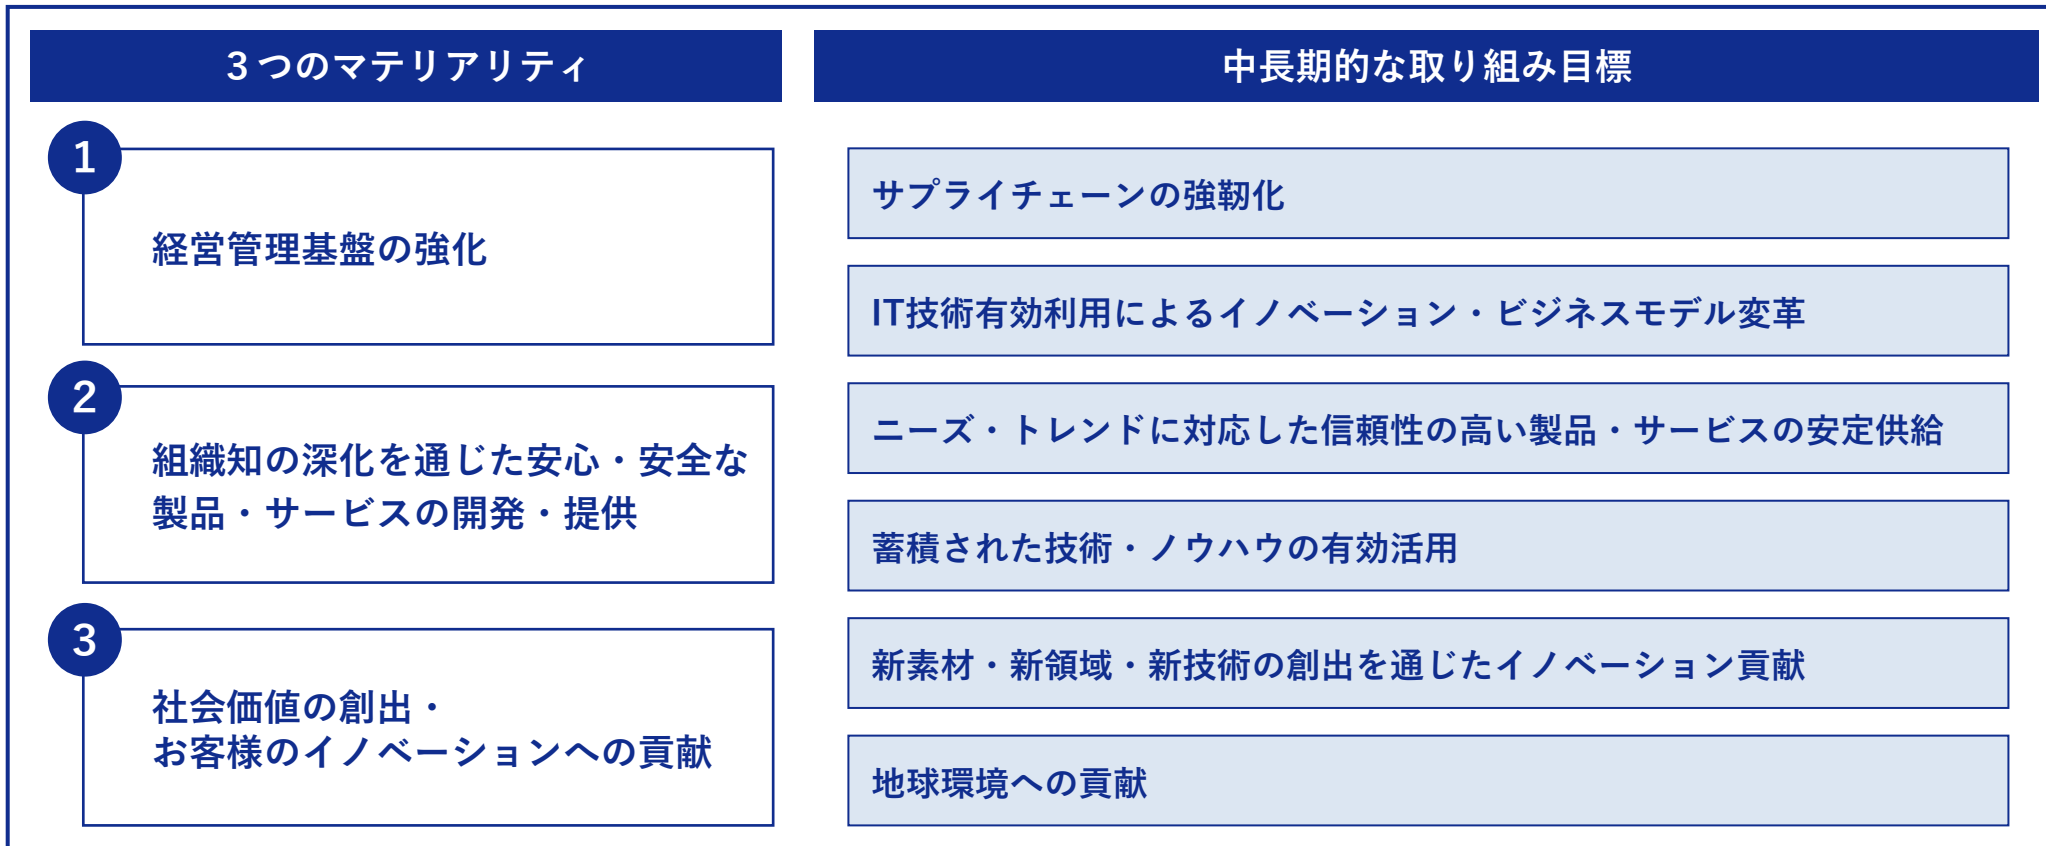 3つのマテリアリティ
中長期的な取り組み目標
1
経営管理基盤の強化
サプライチェーンの強靭化
IT技術有効利用によるイノベーション・ビジネスモデル変革
2
組織知の深化を通じた安心・安全な
製品・サービスの開発・提供
ニーズ・トレンドに対応した信頼性の高い製品・サービスの安定供給
蓄積された技術・ノウハウの有効活用
3
社会価値の創出・
お客様のイノベーションへの貢献
新素材・新領域・新技術の創出を通じたイノベーション貢献
地球環境への貢献